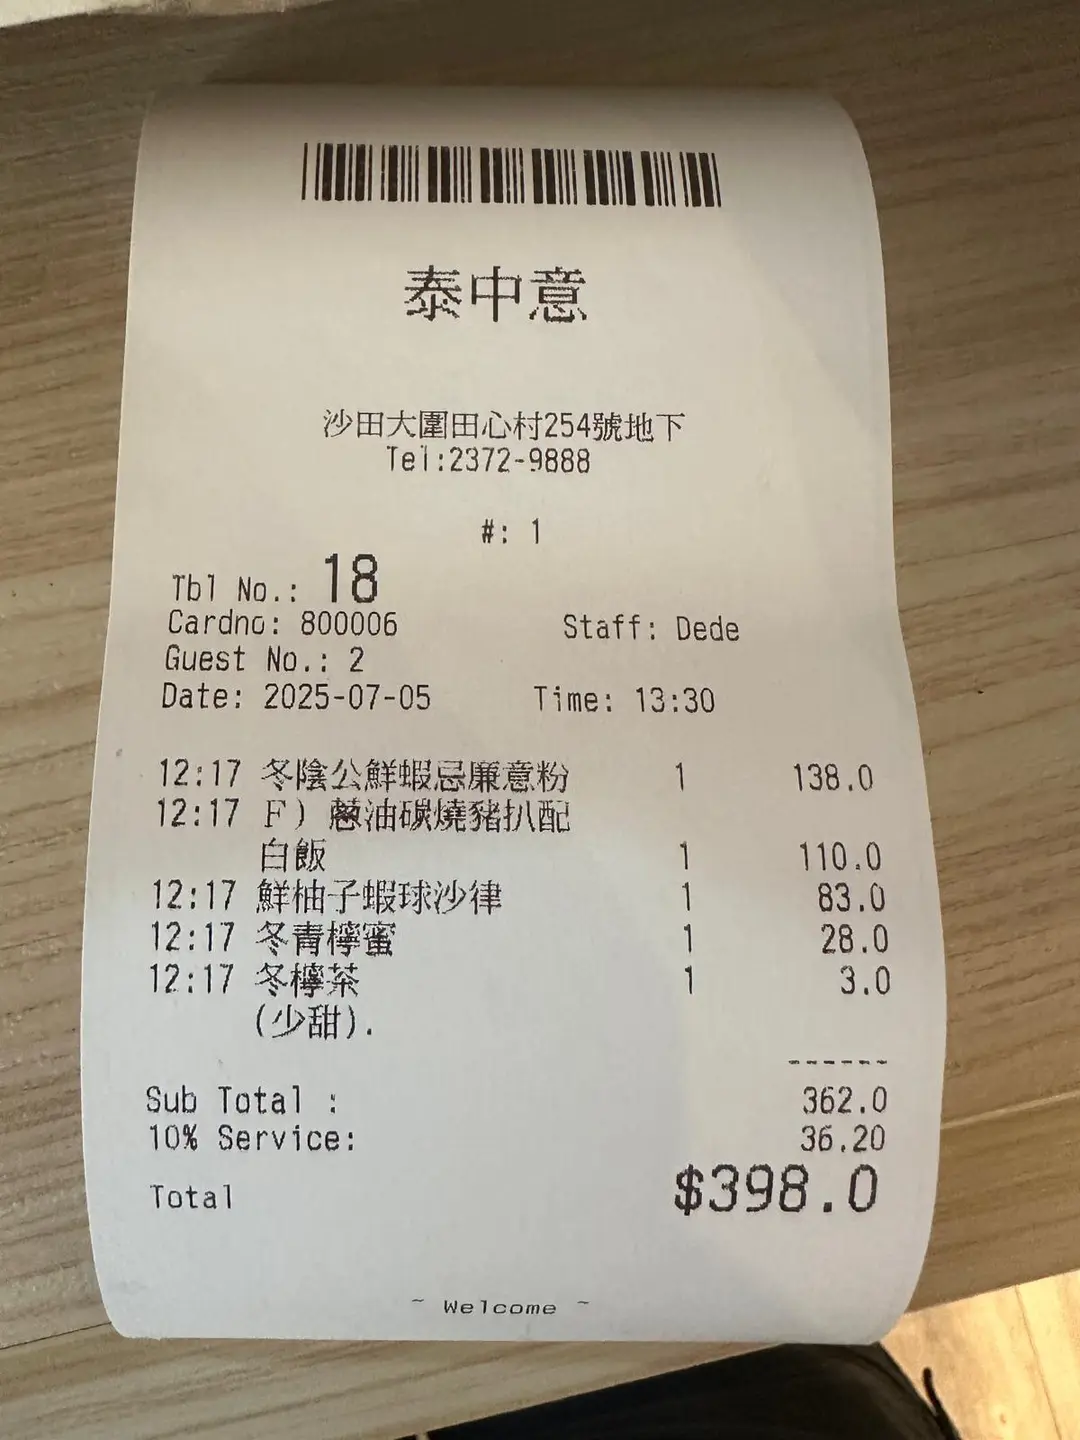 泰中意
沙田大圍田心村254號地下
Tel:2372-9888
#: 1
Tbl No.: 18
Cardno: 800006 Staff: Dede
Guest No.: 2
Date: 2025-07-05 Time: 13:30
12:17 冬陰公鮮蝦忌廉意粉 1 138.0
12:17 F) 蔥油碳燒豬扒配
白飯 1 110.0
12:17 鮮柚子蝦球沙律 1 83.0
12:17 冬青檸蜜 1 28.0
12:17 冬檸茶 1 3.0
(少甜).
------
Sub Total : 362.0
10% Service: 36.20
Total $398.0
~ Welcome ~